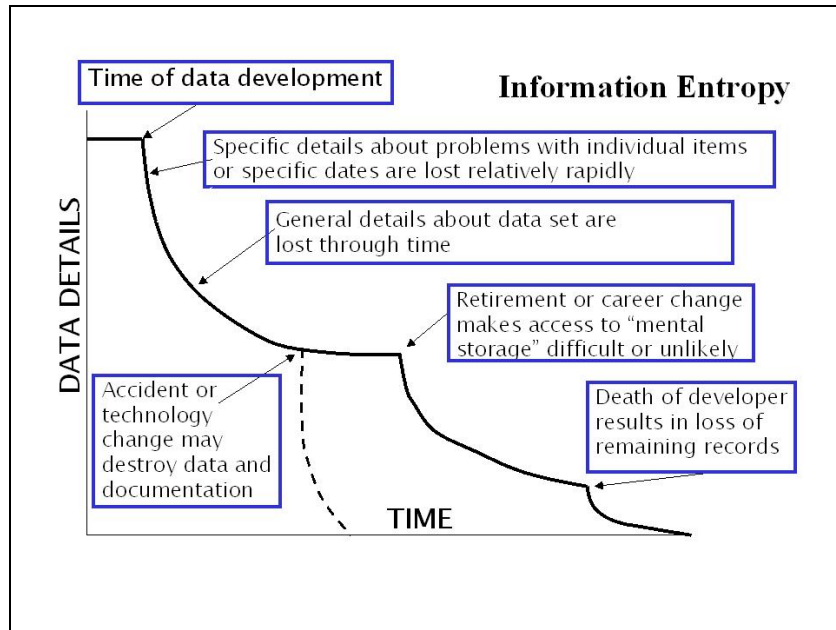 Time of data development
Information Entropy
Specific details about problems with individual items
or specific dates are lost relatively rapidly
General details about data set are
lost through time
DATA DETAILS
Retirement or career change
makes access to “mental
storage” difficult or unlikely
Accident or
technology
change may
destroy data and
documentation
Death of developer
results in loss of
remaining records
TIME